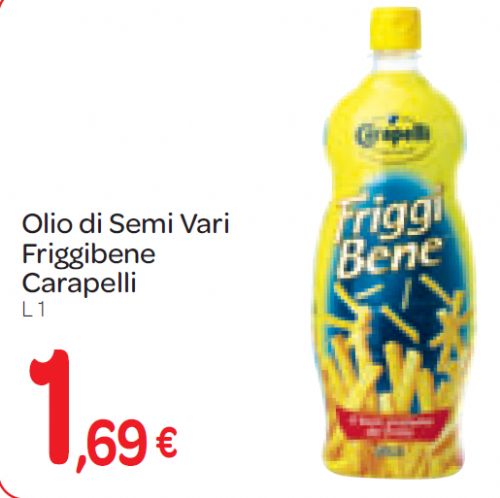 Olio di Semi Vari
Friggibene
Carapelli
L 1
1,69 €
Carapelli
Friggi
Bene